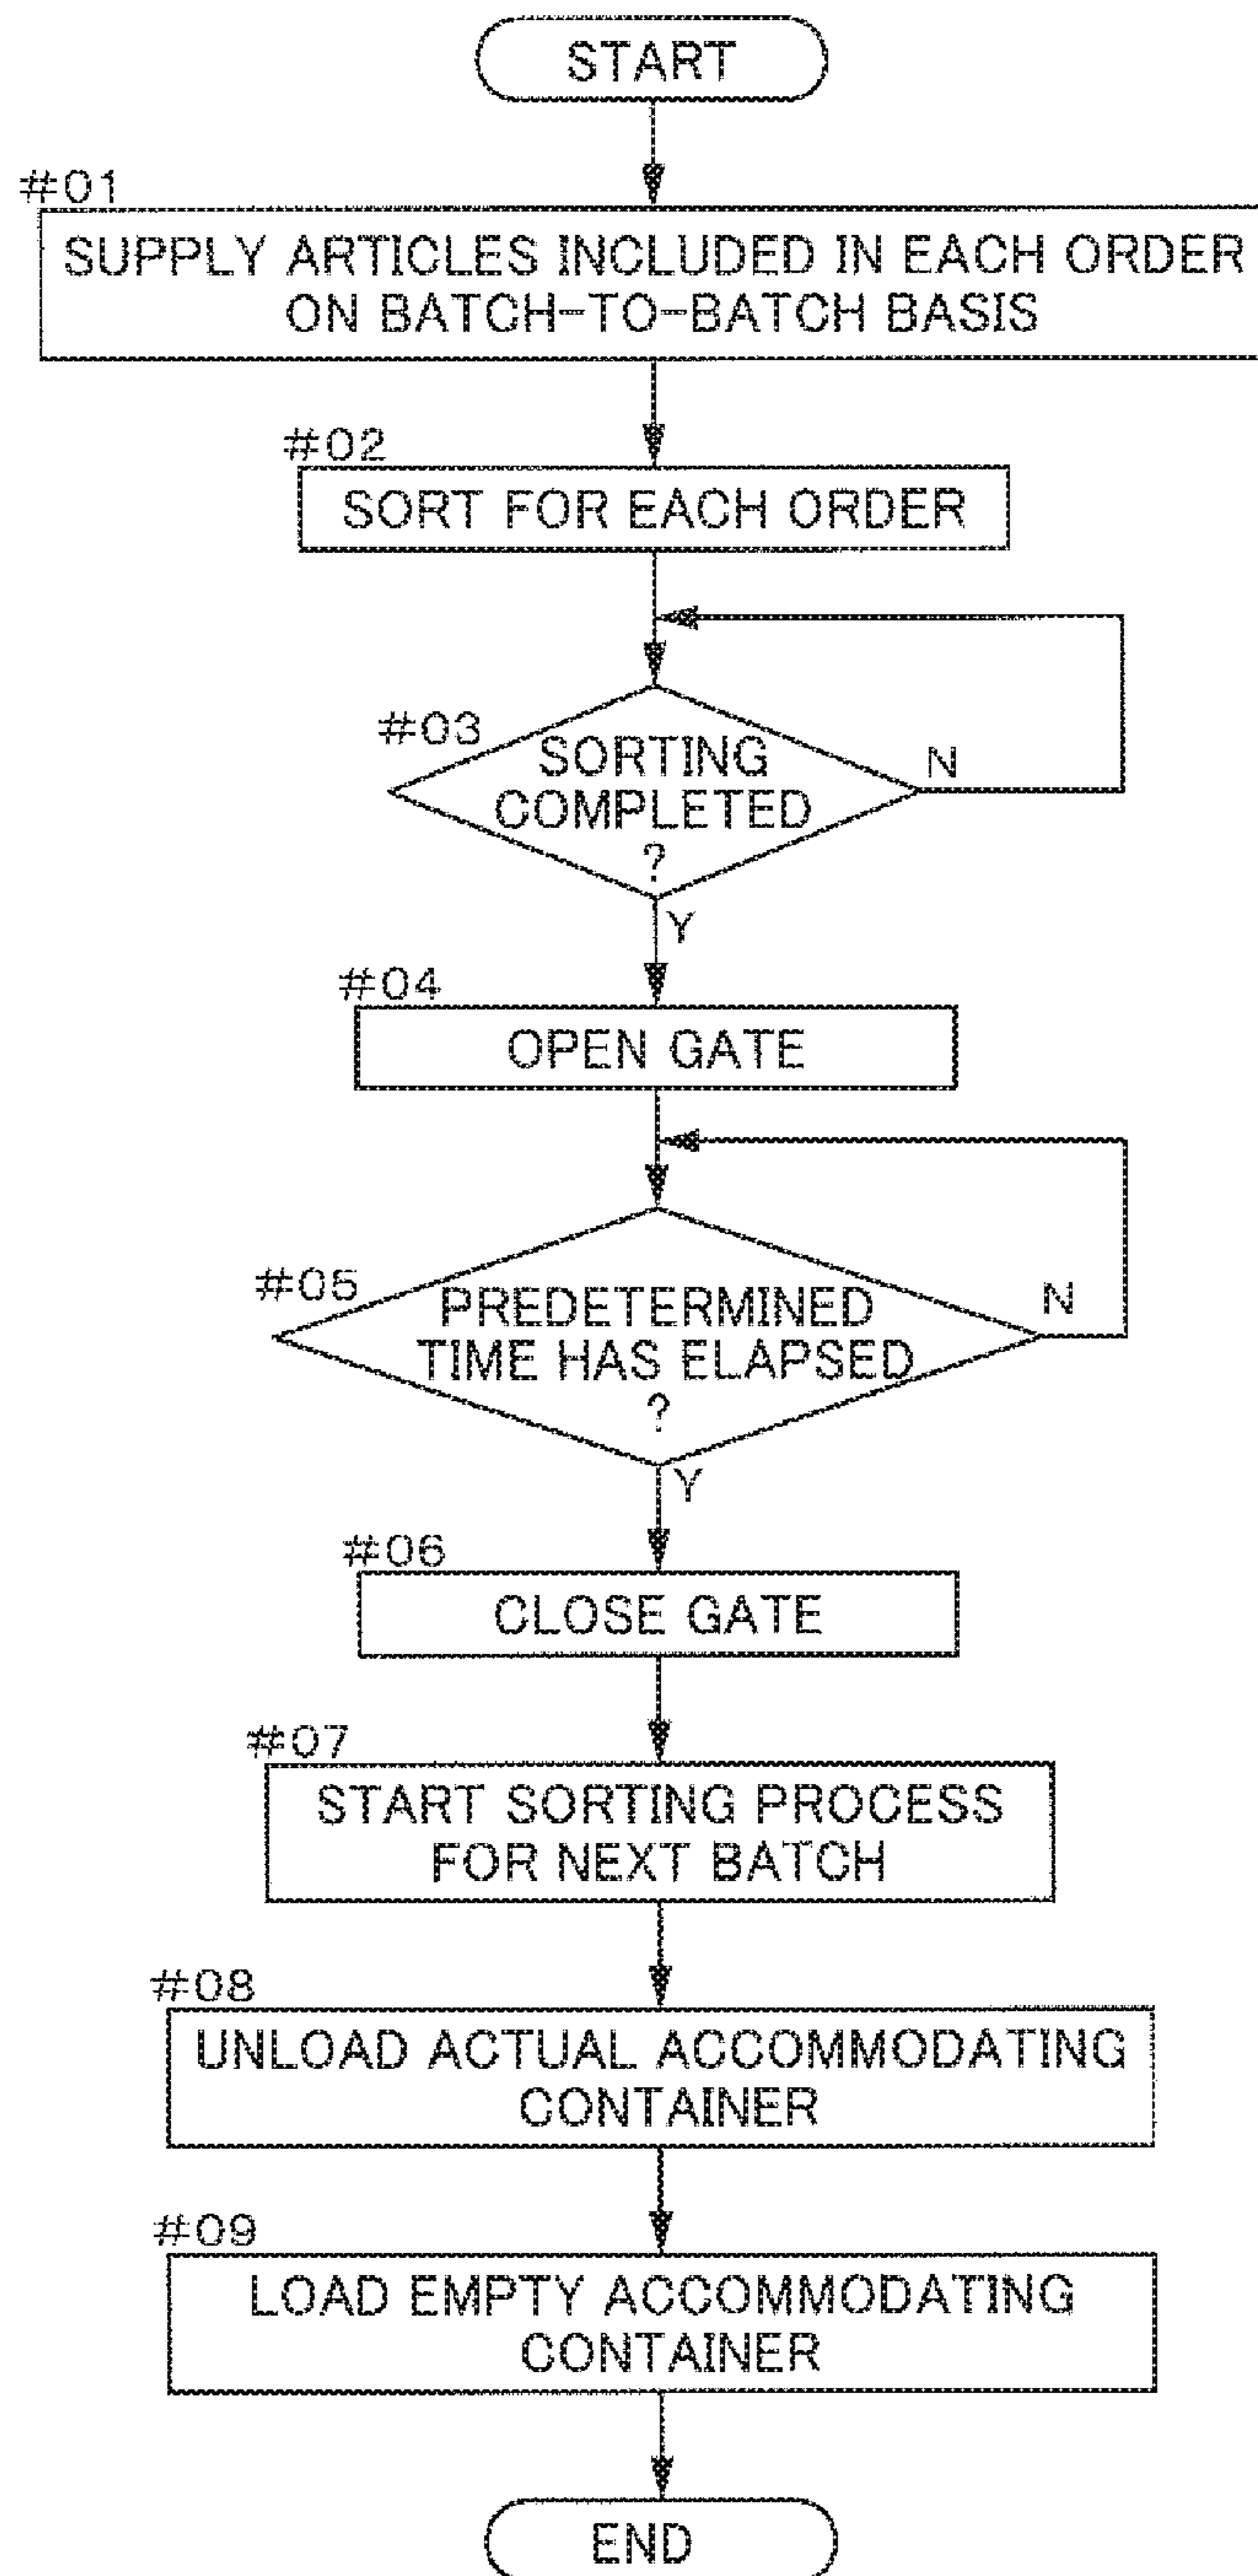 START
#01
SUPPLY ARTICLES INCLUDED IN EACH ORDER
ON BATCH-TO-BATCH BASIS
#02
SORT FOR EACH ORDER
#03
SORTING
COMPLETED
?
N
Y
#04
OPEN GATE
#05
PREDETERMINED
TIME HAS ELAPSED
?
N
Y
#06
CLOSE GATE
#07
START SORTING PROCESS
FOR NEXT BATCH
#08
UNLOAD ACTUAL ACCOMMODATING
CONTAINER
#09
LOAD EMPTY ACCOMMODATING
CONTAINER
END